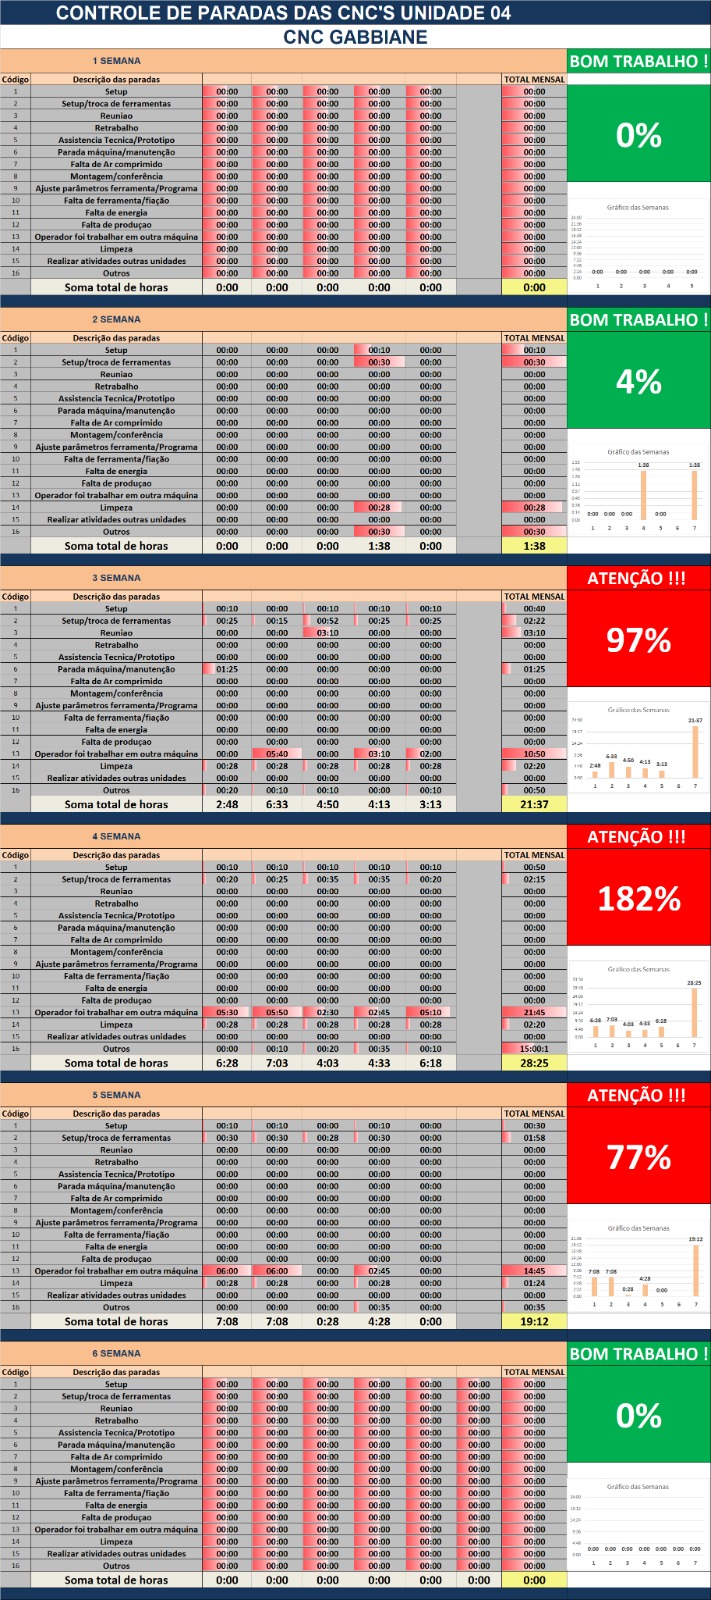 CONTROLE DE PARADAS DAS CNC'S UNIDADE 04
CNC GABBIANE
1 SEMANA BOM TRABALHO !
Código Descrição das paradas TOTAL MENSAL
1 Setup 00:00 00:00 00:00 00:00 00:00 00:00
2 Setup/troca de ferramentas 00:00 00:00 00:00 00:00 00:00 00:00
3 Reuniao 00:00 00:00 00:00 00:00 00:00 00:00
4 Retrabalho 00:00 00:00 00:00 00:00 00:00 00:00
5 Assistencia Tecnica/Prototipo 00:00 00:00 00:00 00:00 00:00 00:00
6 Parada máquina/manutenção 00:00 00:00 00:00 00:00 00:00 00:00
7 Falta de Ar comprimido 00:00 00:00 00:00 00:00 00:00 00:00
8 Montagem/conferência 00:00 00:00 00:00 00:00 00:00 00:00
9 Ajuste parâmetros ferramenta/Programa 00:00 00:00 00:00 00:00 00:00 00:00
10 Falta de ferramenta/fiação 00:00 00:00 00:00 00:00 00:00 00:00
11 Falta de energia 00:00 00:00 00:00 00:00 00:00 00:00
12 Falta de produçao 00:00 00:00 00:00 00:00 00:00 00:00
13 Operador foi trabalhar em outra máquina 00:00 00:00 00:00 00:00 00:00 00:00
14 Limpeza 00:00 00:00 00:00 00:00 00:00 00:00
15 Realizar atividades outras unidades 00:00 00:00 00:00 00:00 00:00 00:00
16 Outros 00:00 00:00 00:00 00:00 00:00 00:00
Soma total de horas 0:00 0:00 0:00 0:00 0:00 0:00
0%
Gráfico das Semanas
0:00 0:00 0:00 0:00 0:00
1 2 3 4 5
2 SEMANA BOM TRABALHO !
Código Descrição das paradas TOTAL MENSAL
1 Setup 00:00 00:00 00:00 00:10 00:00 00:10
2 Setup/troca de ferramentas 00:00 00:00 00:00 00:30 00:00 00:30
3 Reuniao 00:00 00:00 00:00 00:00 00:00 00:00
4 Retrabalho 00:00 00:00 00:00 00:00 00:00 00:00
5 Assistencia Tecnica/Prototipo 00:00 00:00 00:00 00:00 00:00 00:00
6 Parada máquina/manutenção 00:00 00:00 00:00 00:00 00:00 00:00
7 Falta de Ar comprimido 00:00 00:00 00:00 00:00 00:00 00:00
8 Montagem/conferência 00:00 00:00 00:00 00:00 00:00 00:00
9 Ajuste parâmetros ferramenta/Programa 00:00 00:00 00:00 00:00 00:00 00:00
10 Falta de ferramenta/fiação 00:00 00:00 00:00 00:00 00:00 00:00
11 Falta de energia 00:00 00:00 00:00 00:00 00:00 00:00
12 Falta de produçao 00:00 00:00 00:00 00:00 00:00 00:00
13 Operador foi trabalhar em outra máquina 00:00 00:00 00:00 00:00 00:00 00:00
14 Limpeza 00:00 00:00 00:00 00:28 00:00 00:28
15 Realizar atividades outras unidades 00:00 00:00 00:00 00:00 00:00 00:00
16 Outros 00:00 00:00 00:00 00:30 00:00 00:30
Soma total de horas 0:00 0:00 0:00 1:38 0:00 1:38
4%
Gráfico das Semanas
0:00 0:00 0:00 1:38 0:00 1:38
1 2 3 4 5 6 7
3 SEMANA ATENÇÃO !!!
Código Descrição das paradas TOTAL MENSAL
1 Setup 00:10 00:00 00:10 00:10 00:10 00:40
2 Setup/troca de ferramentas 00:25 00:15 00:52 00:25 00:25 02:22
3 Reuniao 00:00 00:00 03:10 00:00 00:00 03:10
4 Retrabalho 00:00 00:00 00:00 00:00 00:00 00:00
5 Assistencia Tecnica/Prototipo 00:00 00:00 00:00 00:00 00:00 00:00
6 Parada máquina/manutenção 01:25 00:00 00:00 00:00 00:00 01:25
7 Falta de Ar comprimido 00:00 00:00 00:00 00:00 00:00 00:00
8 Montagem/conferência 00:00 00:00 00:00 00:00 00:00 00:00
9 Ajuste parâmetros ferramenta/Programa 00:00 00:00 00:00 00:00 00:00 00:00
10 Falta de ferramenta/fiação 00:00 00:00 00:00 00:00 00:00 00:00
11 Falta de energia 00:00 00:00 00:00 00:00 00:00 00:00
12 Falta de produçao 00:00 00:00 00:00 00:00 00:00 00:00
13 Operador foi trabalhar em outra máquina 00:00 05:40 00:00 03:10 02:00 10:50
14 Limpeza 00:28 00:28 00:28 00:28 00:28 02:20
15 Realizar atividades outras unidades 00:00 00:00 00:00 00:00 00:00 00:00
16 Outros 00:20 00:10 00:10 00:00 00:10 00:50
Soma total de horas 2:48 6:33 4:50 4:13 3:13 21:37
97%
Gráfico das Semanas
2:48 6:33 4:50 4:13 3:13 21:37
1 2 3 4 5 6 7
4 SEMANA ATENÇÃO !!!
Código Descrição das paradas TOTAL MENSAL
1 Setup 00:10 00:10 00:10 00:10 00:10 00:50
2 Setup/troca de ferramentas 00:20 00:25 00:35 00:35 00:20 02:15
3 Reuniao 00:00 00:00 00:00 00:00 00:00 00:00
4 Retrabalho 00:00 00:00 00:00 00:00 00:00 00:00
5 Assistencia Tecnica/Prototipo 00:00 00:00 00:00 00:00 00:00 00:00
6 Parada máquina/manutenção 00:00 00:00 00:00 00:00 00:00 00:00
7 Falta de Ar comprimido 00:00 00:00 00:00 00:00 00:00 00:00
8 Montagem/conferência 00:00 00:00 00:00 00:00 00:00 00:00
9 Ajuste parâmetros ferramenta/Programa 00:00 00:00 00:00 00:00 00:00 00:00
10 Falta de ferramenta/fiação 00:00 00:00 00:00 00:00 00:00 00:00
11 Falta de energia 00:00 00:00 00:00 00:00 00:00 00:00
12 Falta de produçao 00:00 00:00 00:00 00:00 00:00 00:00
13 Operador foi trabalhar em outra máquina 05:30 05:50 02:30 02:45 05:10 21:45
14 Limpeza 00:28 00:28 00:28 00:28 00:28 02:20
15 Realizar atividades outras unidades 00:00 00:00 00:00 00:00 00:00 00:00
16 Outros 00:00 00:10 00:20 00:35 00:10 15:00:1
Soma total de horas 6:28 7:03 4:03 4:33 6:18 28:25
182%
Gráfico das Semanas
6:28 7:03 4:03 4:33 6:18 28:25
1 2 3 4 5 6 7
5 SEMANA ATENÇÃO !!!
Código Descrição das paradas TOTAL MENSAL
1 Setup 00:10 00:10 00:00 00:10 00:00 00:30
2 Setup/troca de ferramentas 00:30 00:30 00:28 00:30 00:00 01:58
3 Reuniao 00:00 00:00 00:00 00:00 00:00 00:00
4 Retrabalho 00:00 00:00 00:00 00:00 00:00 00:00
5 Assistencia Tecnica/Prototipo 00:00 00:00 00:00 00:00 00:00 00:00
6 Parada máquina/manutenção 00:00 00:00 00:00 00:00 00:00 00:00
7 Falta de Ar comprimido 00:00 00:00 00:00 00:00 00:00 00:00
8 Montagem/conferência 00:00 00:00 00:00 00:00 00:00 00:00
9 Ajuste parâmetros ferramenta/Programa 00:00 00:00 00:00 00:00 00:00 00:00
10 Falta de ferramenta/fiação 00:00 00:00 00:00 00:00 00:00 00:00
11 Falta de energia 00:00 00:00 00:00 00:00 00:00 00:00
12 Falta de produçao 00:00 00:00 00:00 00:00 00:00 00:00
13 Operador foi trabalhar em outra máquina 06:00 06:00 00:00 02:45 00:00 14:45
14 Limpeza 00:28 00:28 00:00 00:28 00:00 01:24
15 Realizar atividades outras unidades 00:00 00:00 00:00 00:00 00:00 00:00
16 Outros 00:00 00:00 00:00 00:35 00:00 00:35
Soma total de horas 7:08 7:08 0:28 4:28 0:00 19:12
77%
Gráfico das Semanas
7:08 7:08 0:28 4:28 0:00 19:12
1 2 3 4 5 6 7
6 SEMANA BOM TRABALHO !
Código Descrição das paradas TOTAL MENSAL
1 Setup 00:00 00:00 00:00 00:00 00:00 00:00 00:00
2 Setup/troca de ferramentas 00:00 00:00 00:00 00:00 00:00 00:00 00:00
3 Reuniao 00:00 00:00 00:00 00:00 00:00 00:00 00:00
4 Retrabalho 00:00 00:00 00:00 00:00 00:00 00:00 00:00
5 Assistencia Tecnica/Prototipo 00:00 00:00 00:00 00:00 00:00 00:00 00:00
6 Parada máquina/manutenção 00:00 00:00 00:00 00:00 00:00 00:00 00:00
7 Falta de Ar comprimido 00:00 00:00 00:00 00:00 00:00 00:00 00:00
8 Montagem/conferência 00:00 00:00 00:00 00:00 00:00 00:00 00:00
9 Ajuste parâmetros ferramenta/Programa 00:00 00:00 00:00 00:00 00:00 00:00 00:00
10 Falta de ferramenta/fiação 00:00 00:00 00:00 00:00 00:00 00:00 00:00
11 Falta de energia 00:00 00:00 00:00 00:00 00:00 00:00 00:00
12 Falta de produçao 00:00 00:00 00:00 00:00 00:00 00:00 00:00
13 Operador foi trabalhar em outra máquina 00:00 00:00 00:00 00:00 00:00 00:00 00:00
14 Limpeza 00:00 00:00 00:00 00:00 00:00 00:00 00:00
15 Realizar atividades outras unidades 00:00 00:00 00:00 00:00 00:00 00:00 00:00
16 Outros 00:00 00:00 00:00 00:00 00:00 00:00 00:00
Soma total de horas 0:00 0:00 0:00 0:00 0:00 0:00 0:00
0%
Gráfico das Semanas
0:00 0:00 0:00 0:00 0:00 0:00 0:00
1 2 3 4 5 6 7